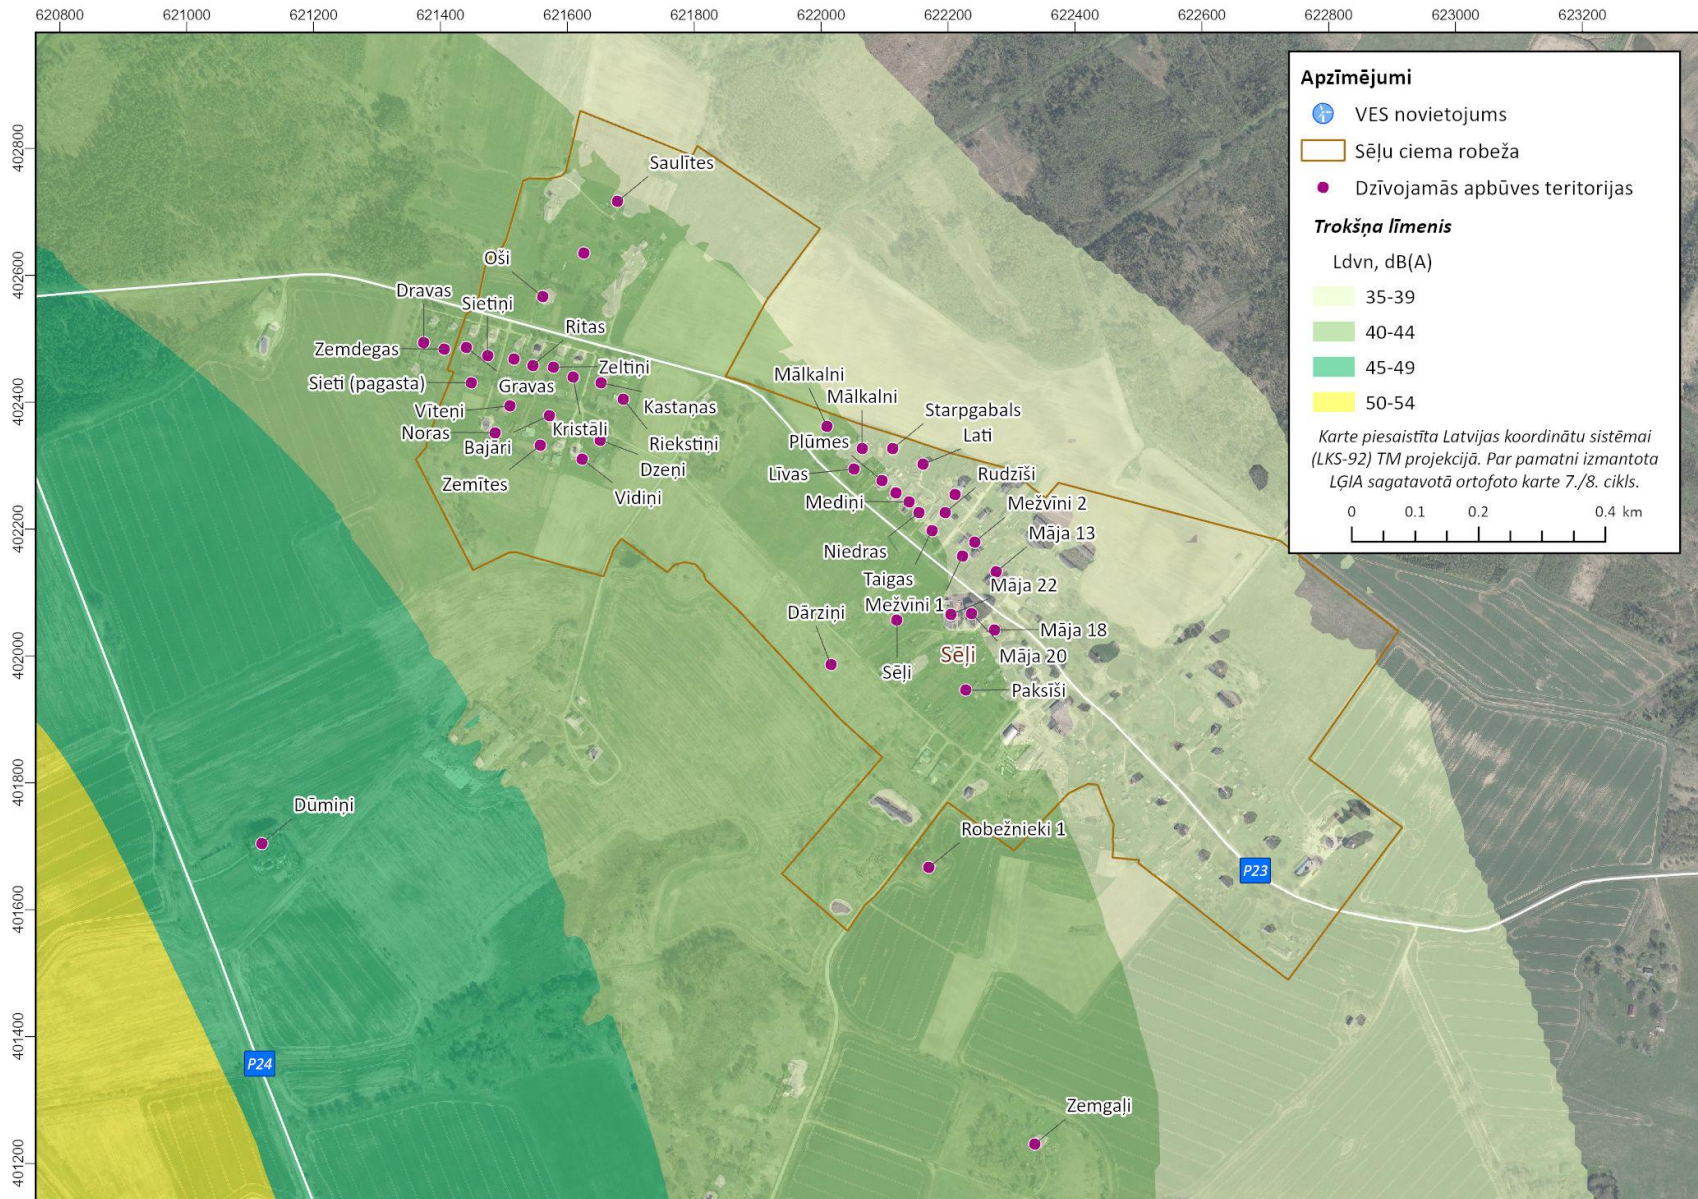 620800 621000 621200 621400 621600 621800 622000 622200 622400 622600 622800 623000 623200
402800
402600
402400
402200
402000
401800
401600
401400
401200
Apzīmējumi
VES novietojums
Sēļu ciema robeža
Dzīvojamās apbūves teritorijas
Trokšņa līmenis
Ldvn, dB(A)
35-39
40-44
45-49
50-54
Karte piesaistīta Latvijas koordinātu sistēmai
(LKS-92) TM projekcijā. Par pamatni izmantota
LĢIA sagatavotā ortofoto karte 7./8. cikls.
0 0.1 0.2 0.4 km
Saulītes
Oši
Dravas
Sietiņi
Ritas
Zemdegas
Zeltiņi
Sieti (pagasta)
Gravas
Kastaņas
Vīteņi
Kristāli
Noras
Bajāri
Riekstiņi
Dzeņi
Zemītes
Vidiņi
Mālkalni
Mālkalni
Starpgabals
Plūmes
Lati
Līvas
Rudzīši
Mediņi
Mežvīni 2
Niedras
Māja 13
Taigas
Māja 22
Mežvīni 1
Dārziņi
Māja 18
Sēļi
Māja 20
Sēļi
Paksīši
Dūmiņi
Robežnieki 1
P23
P24
Zemgaļi